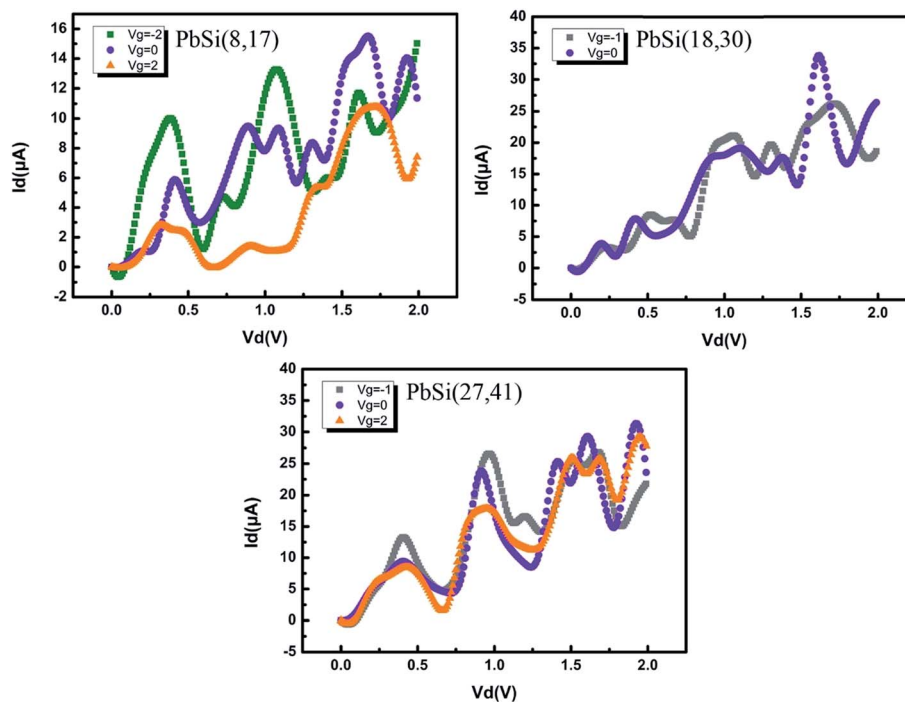 PbSi(8,17)
Vg=-2
Vg=0
Vg=2
16
14
12
10
8
6
4
2
0
-2
Id(μA)
0.0 0.5 1.0 1.5 2.0
Vd(V)
PbSi(18,30)
Vg=-1
Vg=0
40
35
30
25
20
15
10
5
0
-5
Id(μA)
0.0 0.5 1.0 1.5 2.0
Vd(V)
PbSi(27,41)
Vg=-1
Vg=0
Vg=2
40
35
30
25
20
15
10
5
0
-5
Id(μA)
0.0 0.5 1.0 1.5 2.0
Vd(V)